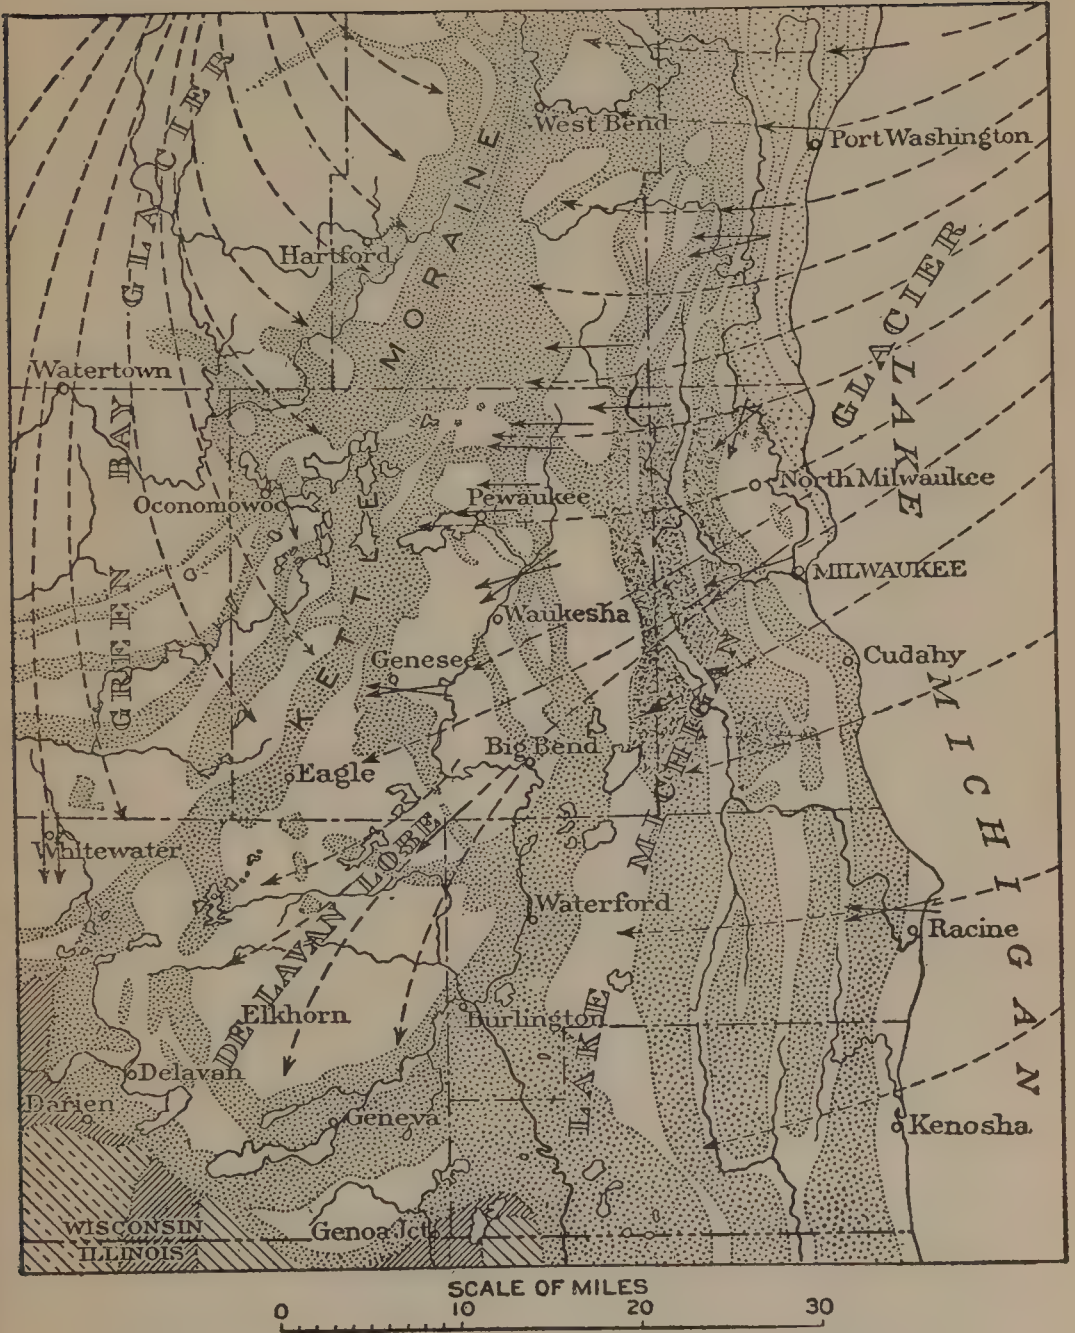 West Bend
Port Washington
Hartford
Watertown
Oconomowoc
Pewaukee
North Milwaukee
MILWAUKEE
Waukesha
Genesee
Cudahy
Big Bend
Eagle
Whitewater
Waterford
Racine
Elkhorn
Burlington
Delavan
Darien
Geneva
Kenosha
Genoa Jct.
WISCONSIN
ILLINOIS
GREEN BAY GLACIER
KETTLE MORAINE
LAKE MICHIGAN GLACIER
DELAVAN LOBE
LAKE MICHIGAN
SCALE OF MILES
0 10 20 30